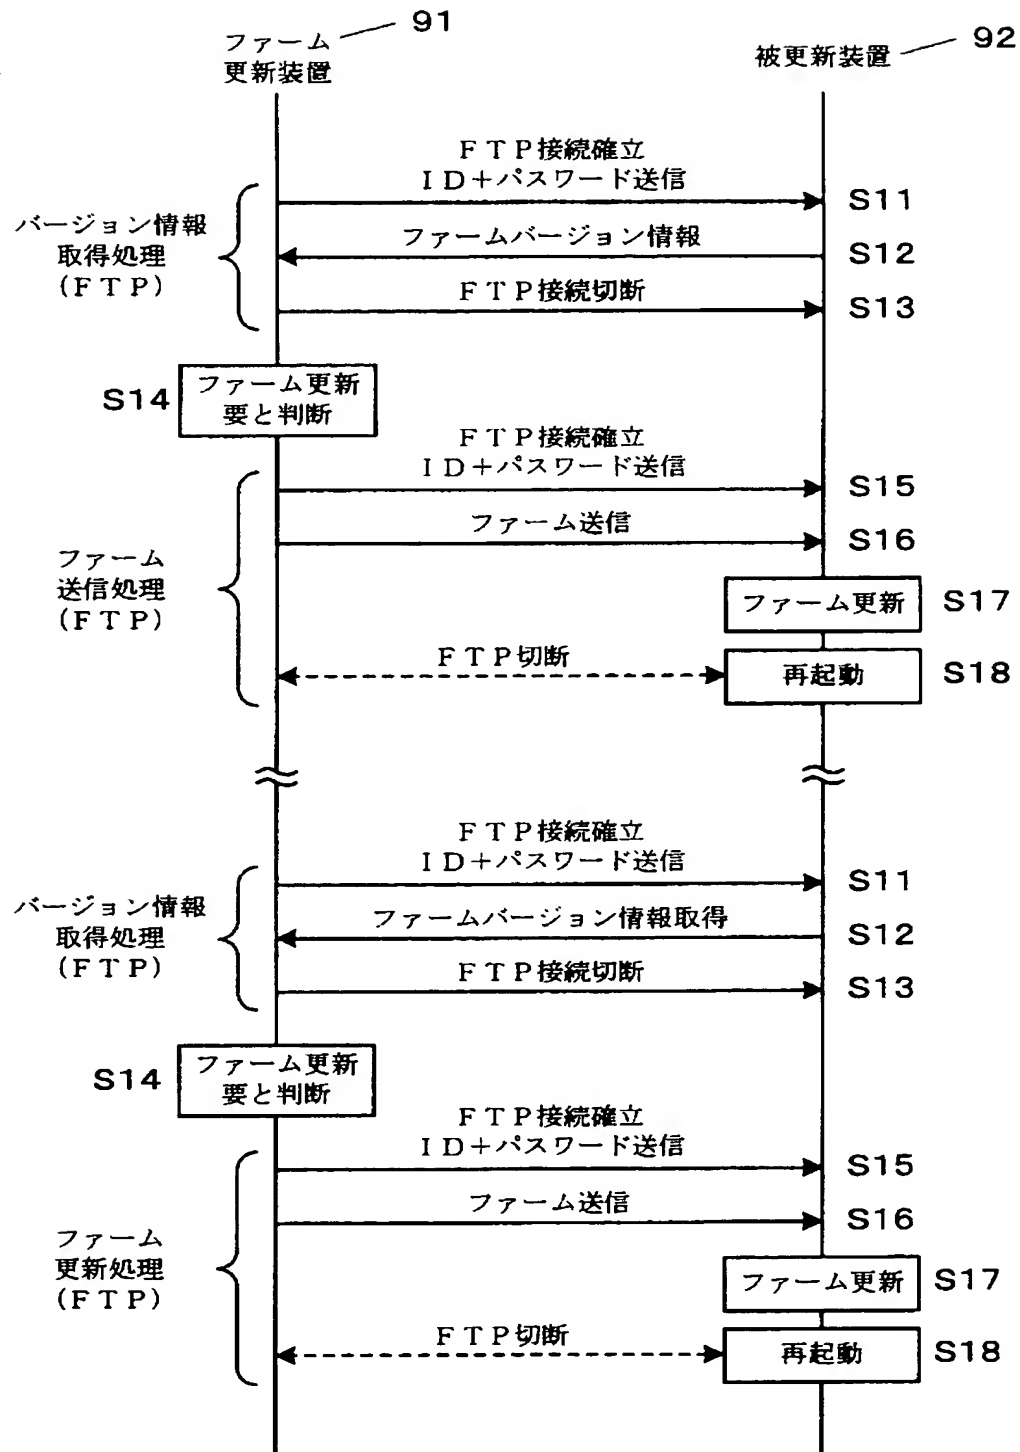 ファーム
更新装置
91
被更新装置
92
FTP接続確立
ID+パスワード送信
S11
バージョン情報
取得処理
(FTP)
ファームバージョン情報
S12
FTP接続切断
S13
S14
ファーム更新
要と判断
FTP接続確立
ID+パスワード送信
S15
ファーム送信
S16
ファーム
送信処理
(FTP)
ファーム更新
S17
FTP切断
再起動
S18
FTP接続確立
ID+パスワード送信
S11
バージョン情報
取得処理
(FTP)
ファームバージョン情報取得
S12
FTP接続切断
S13
S14
ファーム更新
要と判断
FTP接続確立
ID+パスワード送信
S15
ファーム送信
S16
ファーム
更新処理
(FTP)
ファーム更新
S17
FTP切断
再起動
S18